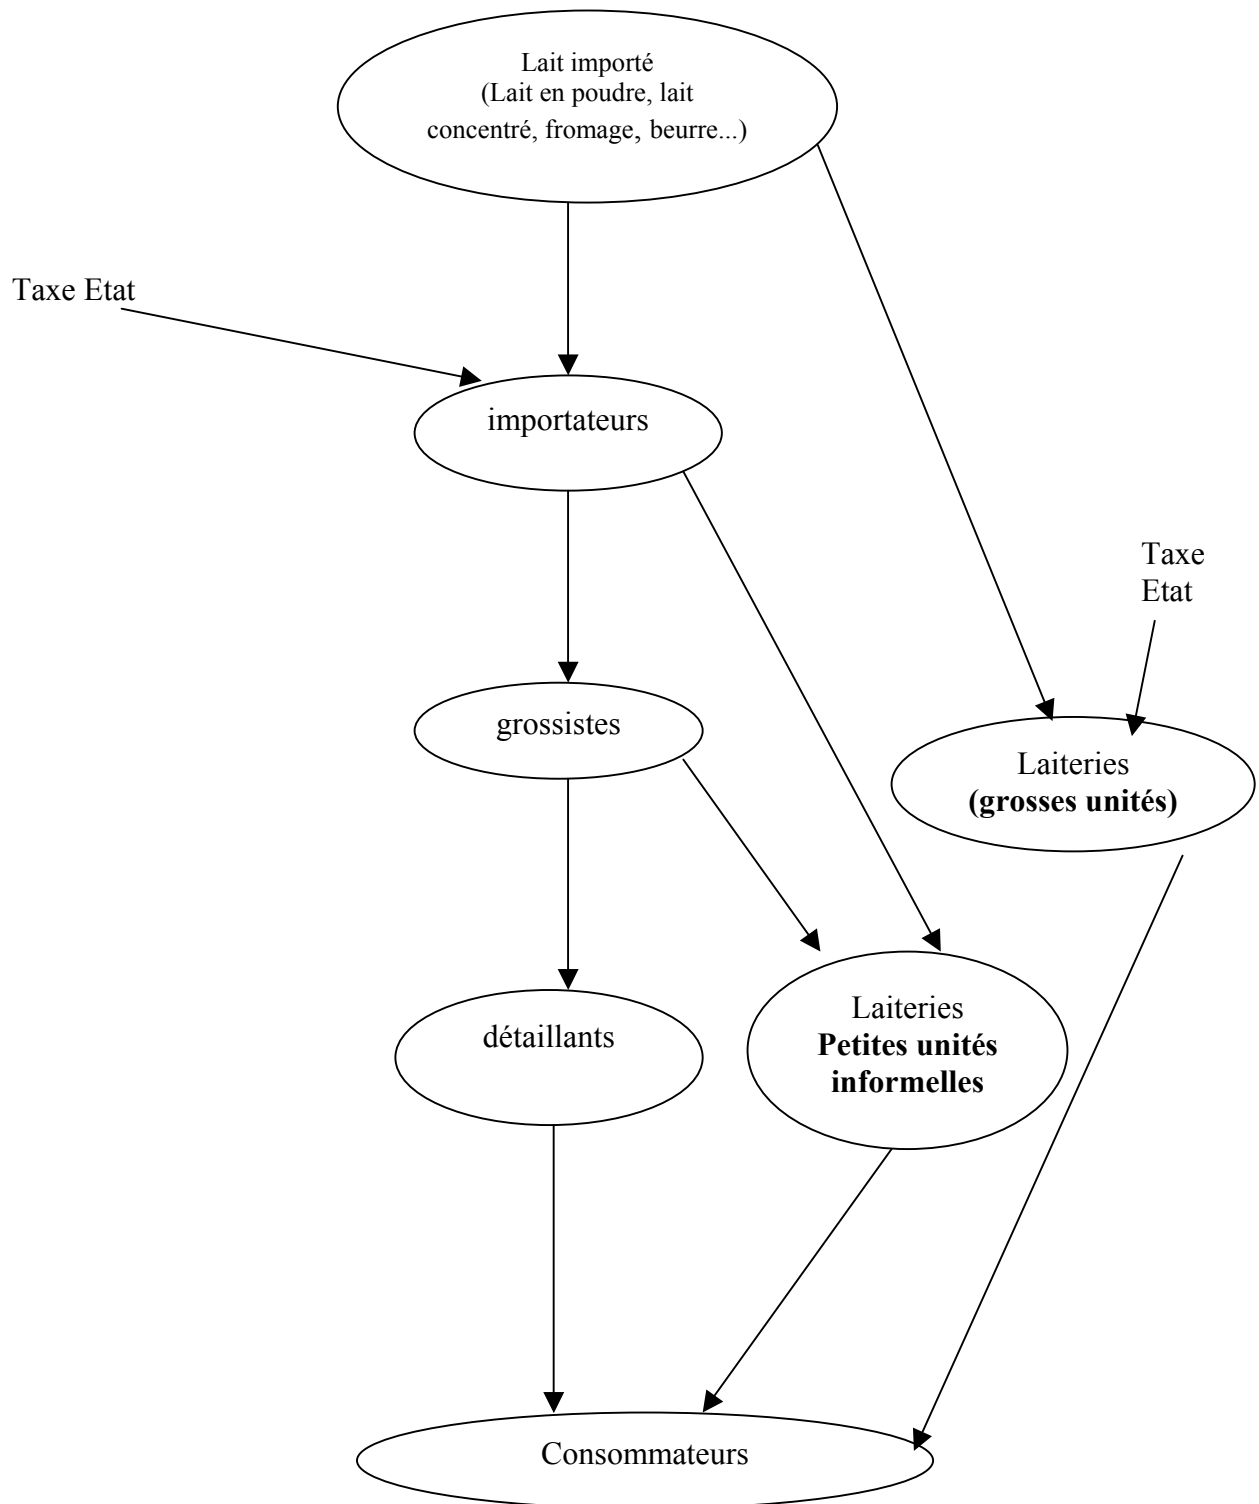 Lait importé
(Lait en poudre, lait
concentré, fromage, beurre...)
Taxe Etat
importateurs
Taxe
Etat
grossistes
Laiteries
(grosses unités)
Laiteries
Petites unités
informelles
détaillants
Consommateurs